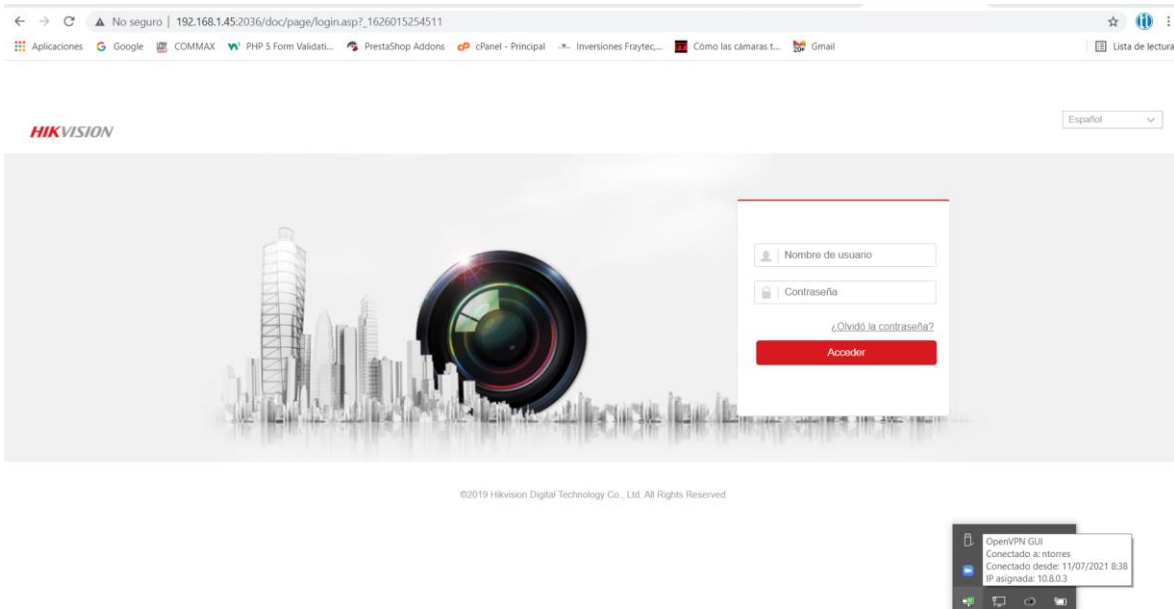 No seguro | 192.168.1.45:2036/doc/page/login.asp?_1626015254511
Aplicaciones Google COMMAX PHP 5 Form Validati... PrestaShop Addons cPanel - Principal Inversiones Fraytec,... Cómo las cámaras t... Gmail Lista de lectura
HIKVISION
Español
Nombre de usuario
Contraseña
¿Olvidó la contraseña?
Acceder
©2019 Hikvision Digital Technology Co., Ltd. All Rights Reserved.
OpenVPN GUI
Conectado a: ntorres
Conectado desde: 11/07/2021 8:38
IP asignada: 10.8.0.3